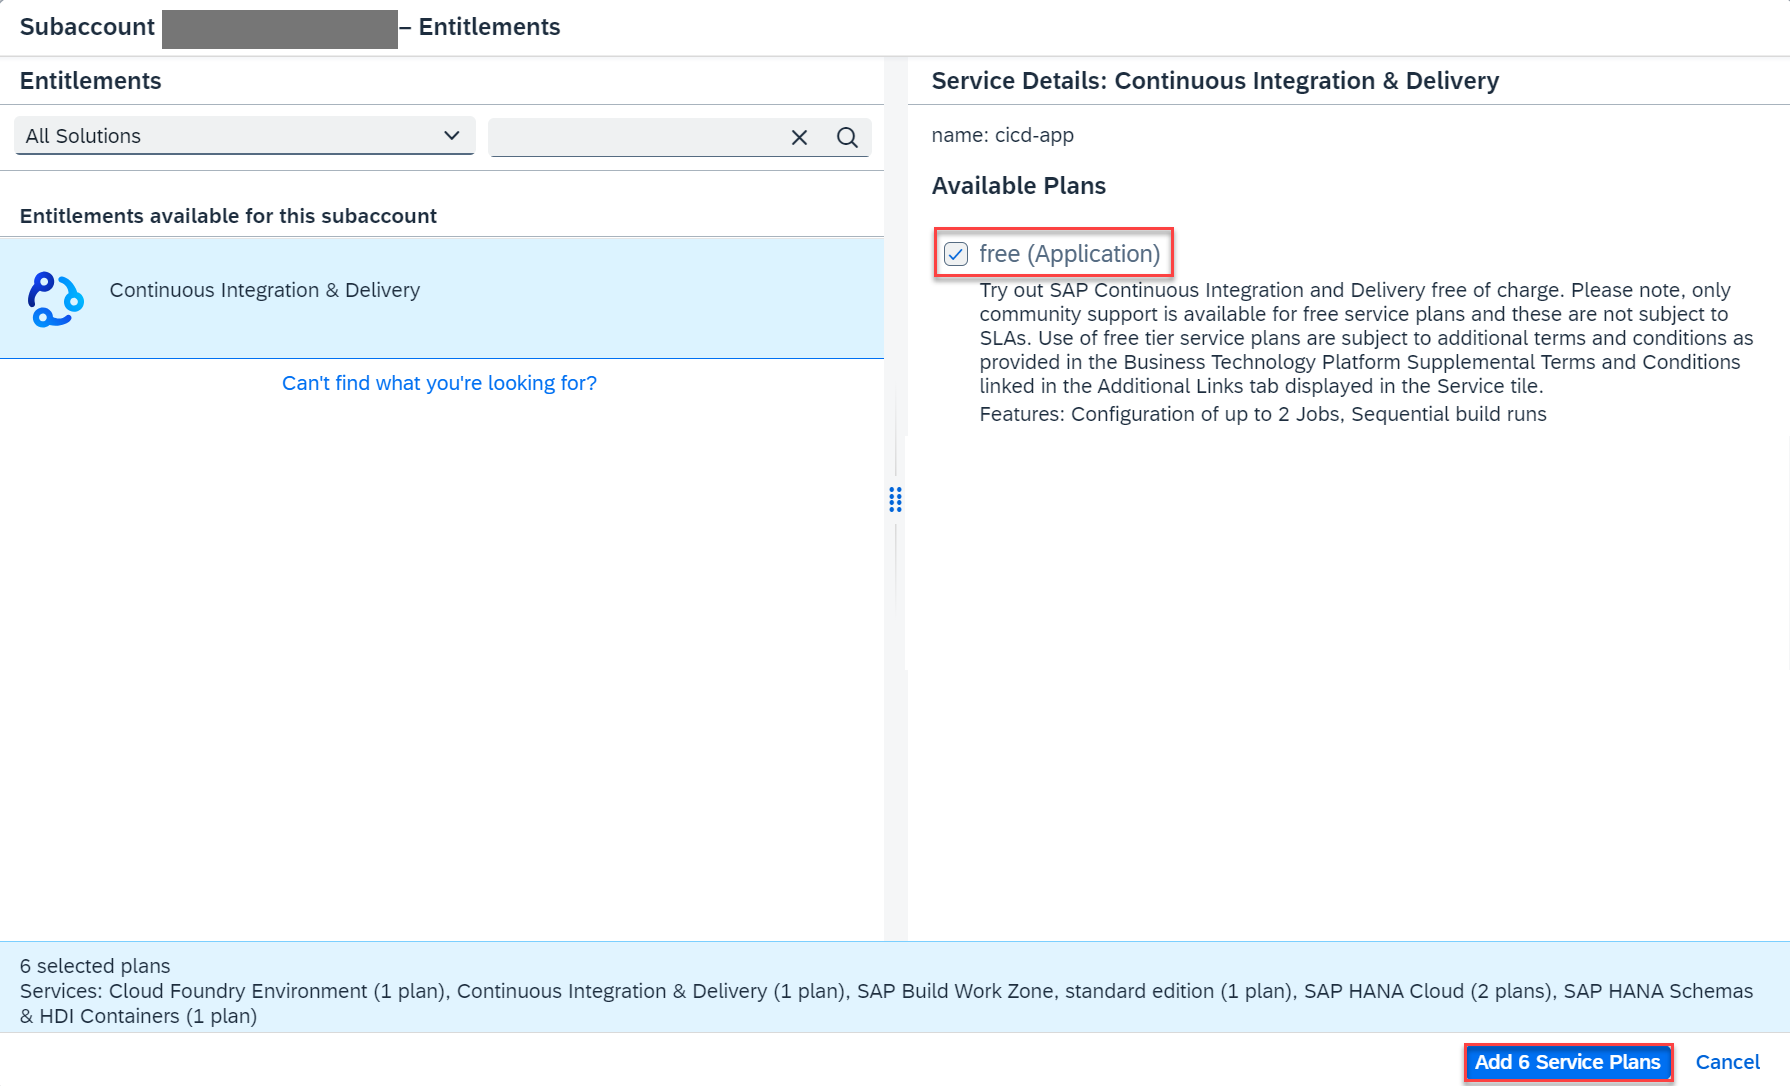 Subaccount – Entitlements
Entitlements
All Solutions
Entitlements available for this subaccount
Continuous Integration & Delivery
Can't find what you're looking for?
Service Details: Continuous Integration & Delivery
name: cicd-app
Available Plans
free (Application)
Try out SAP Continuous Integration and Delivery free of charge. Please note, only
community support is available for free service plans and these are not subject to
SLAs. Use of free tier service plans are subject to additional terms and conditions as
provided in the Business Technology Platform Supplemental Terms and Conditions
linked in the Additional Links tab displayed in the Service tile.
Features: Configuration of up to 2 Jobs, Sequential build runs
6 selected plans
Services: Cloud Foundry Environment (1 plan), Continuous Integration & Delivery (1 plan), SAP Build Work Zone, standard edition (1 plan), SAP HANA Cloud (2 plans), SAP HANA Schemas
& HDI Containers (1 plan)
Add 6 Service Plans
Cancel